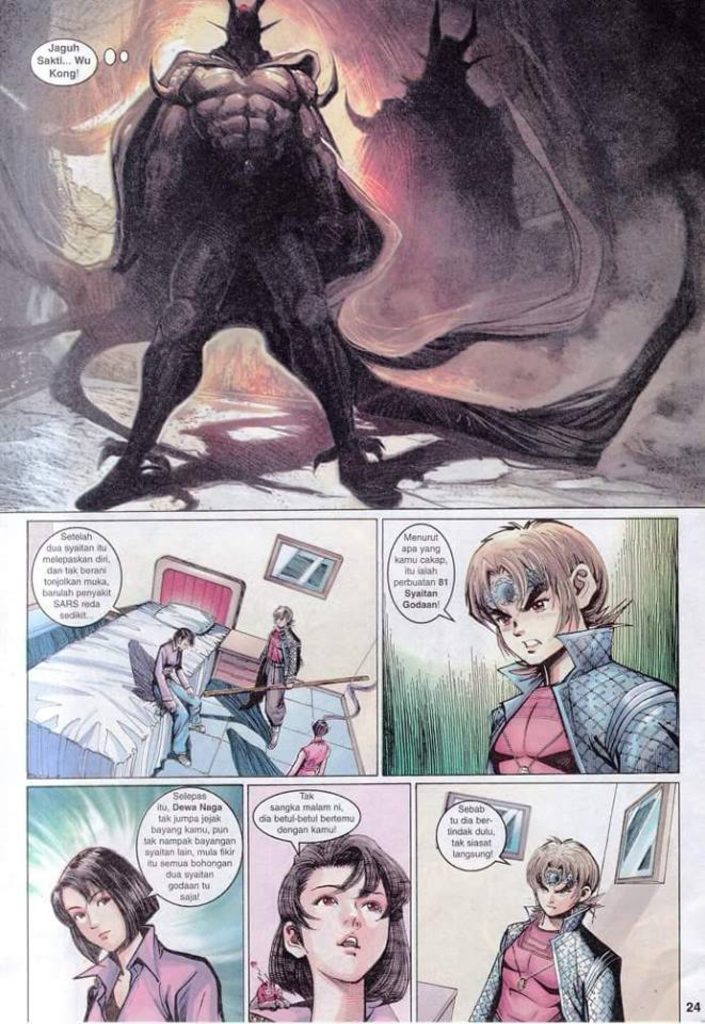 Jaguh
Sakti... Wu
Kong!
Setelah
dua syaitan itu
melepaskan diri,
dan tak berani
tonjolkan muka,
barulah penyakit
SARS reda
sedikit...
Menurut
apa yang
kamu cakap,
itu ialah
perbuatan 81
Syaitan
Godaan!
Selepas
itu, Dewa Naga
tak jumpa jejak
bayang kamu, pun
tak nampak bayangan
syaitan lain, mula fikir
itu semua bohongan
dua syaitan
godaan tu
saja!
Tak
sangka malam ni,
dia betul-betul bertemu
dengan kamu!
Sebab
tu dia ber-
tindak dulu,
tak siasat
langsung!
24